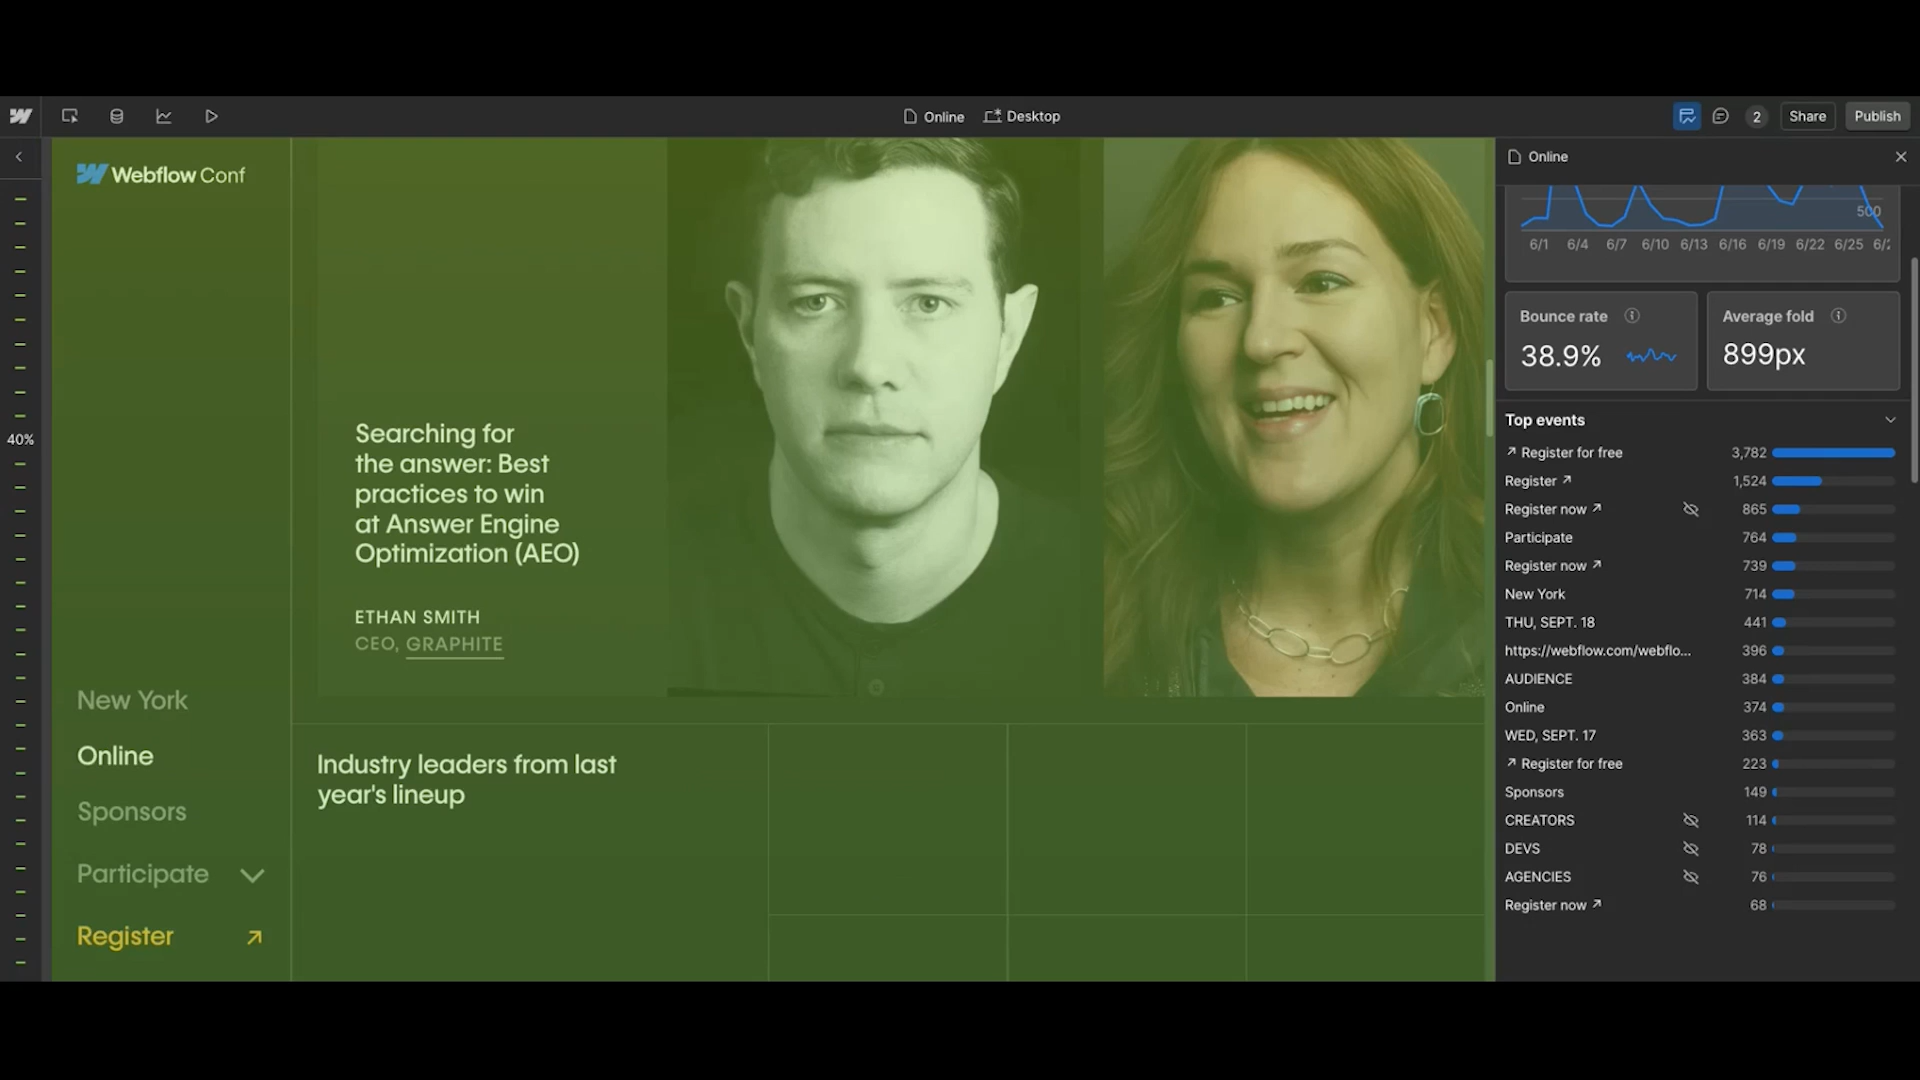 Online
Desktop
2
Share
Publish
Webflow Conf
40%
Searching for
the answer: Best
practices to win
at Answer Engine
Optimization (AEO)
ETHAN SMITH
CEO, GRAPHITE
New York
Online
Sponsors
Participate
Register ↗
Industry leaders from last
year's lineup
Online
500
6/1 6/4 6/7 6/10 6/13 6/16 6/19 6/22 6/25
Bounce rate
38.9%
Average fold
899px
Top events
↗ Register for free 3,782
Register ↗ 1,524
Register now ↗ 865
Participate 764
Register now ↗ 739
New York 714
THU, SEPT. 18 441
https://webflow.com/webflo... 396
AUDIENCE 384
Online 374
WED, SEPT. 17 363
↗ Register for free 223
Sponsors 149
CREATORS 114
DEVS 78
AGENCIES 76
Register now ↗ 68